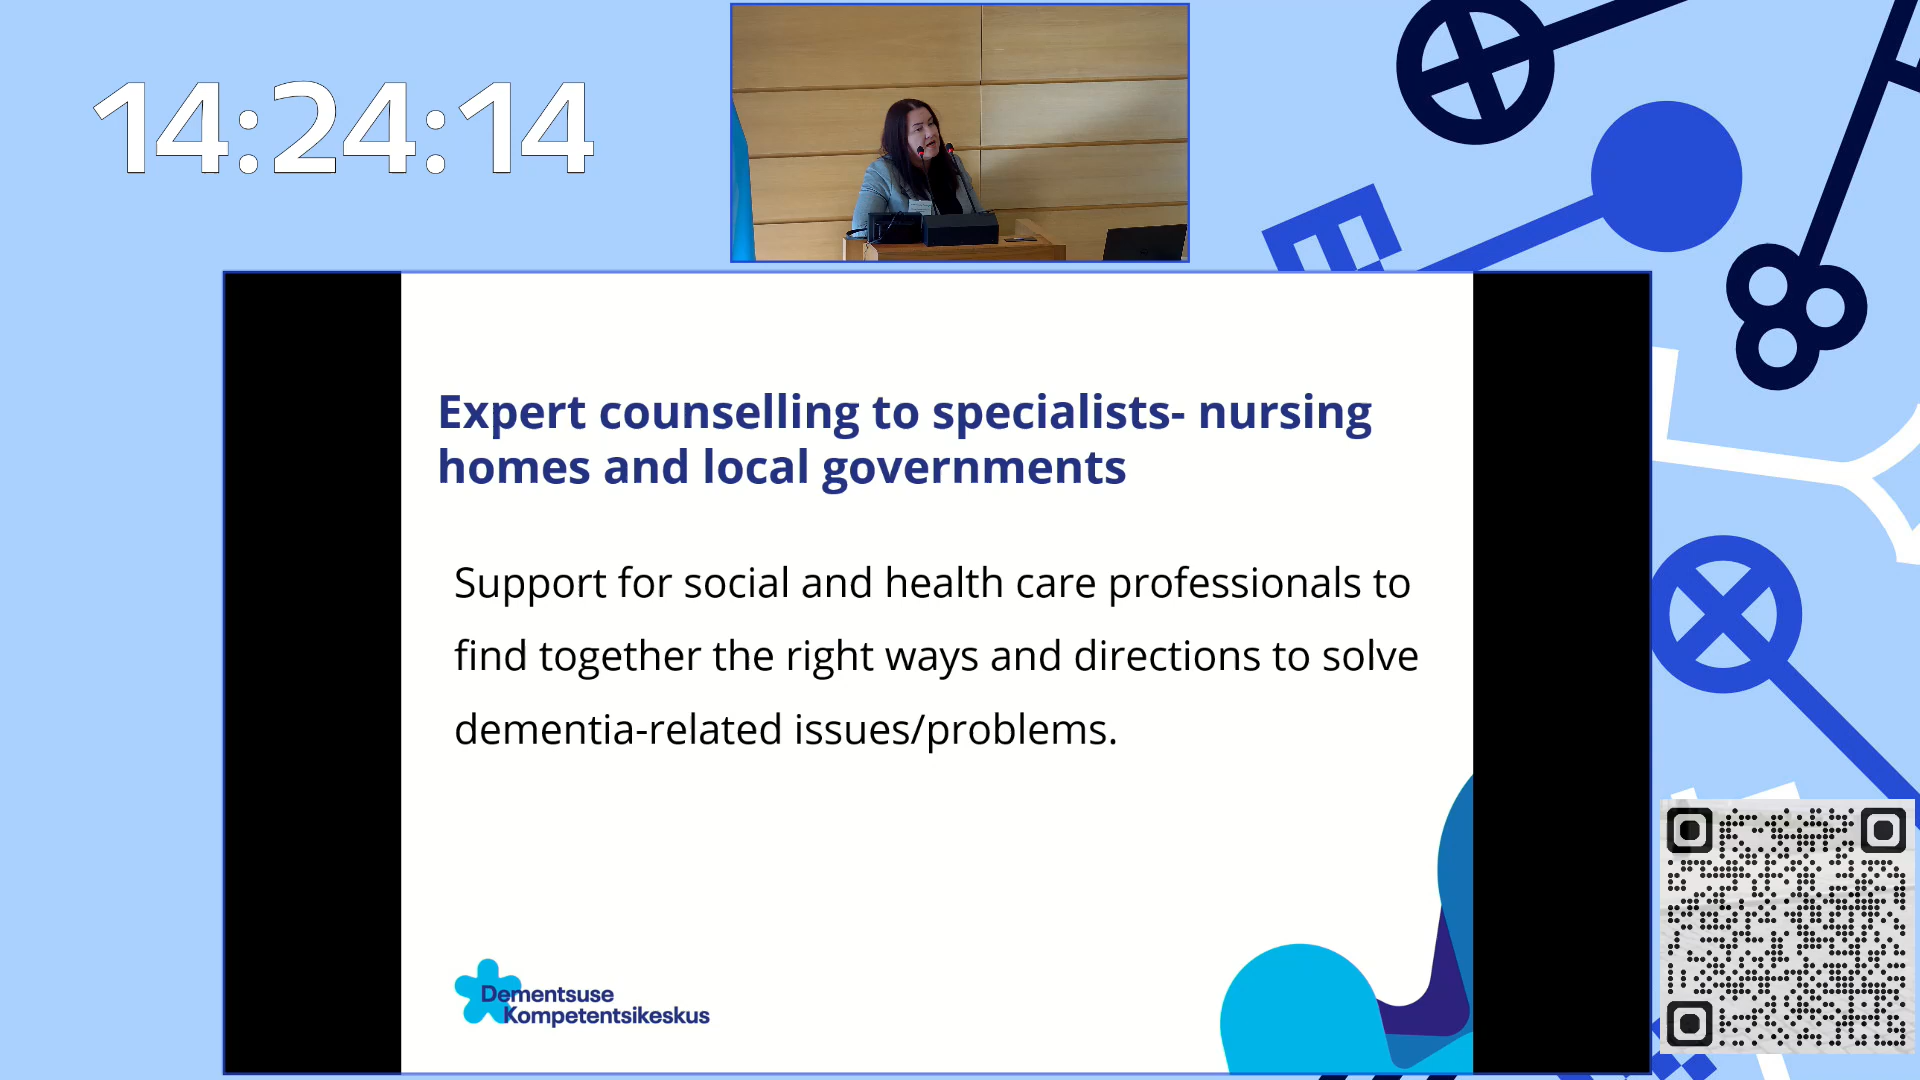 14:24:14
Expert counselling to specialists- nursing
homes and local governments
Support for social and health care professionals to
find together the right ways and directions to solve
dementia-related issues/problems.
Dementsuse
Kompetentsikeskus